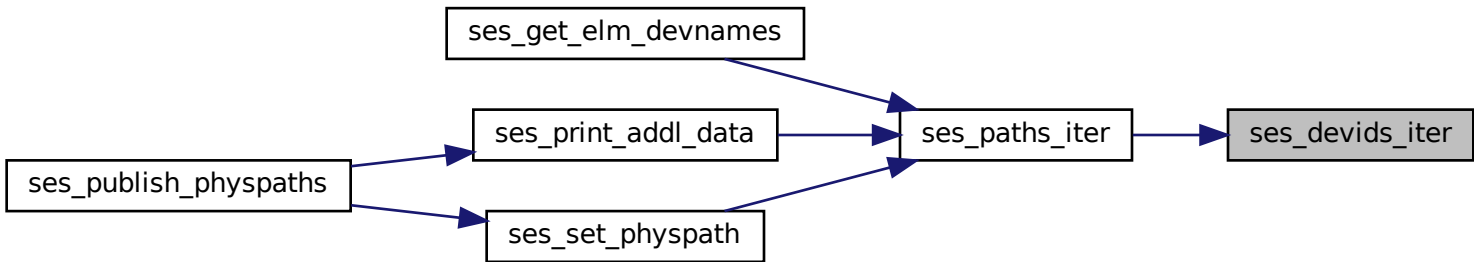 ses_get_elm_devnames
ses_print_addl_data
ses_paths_iter
ses_devids_iter
ses_publish_physpaths
ses_set_physpath